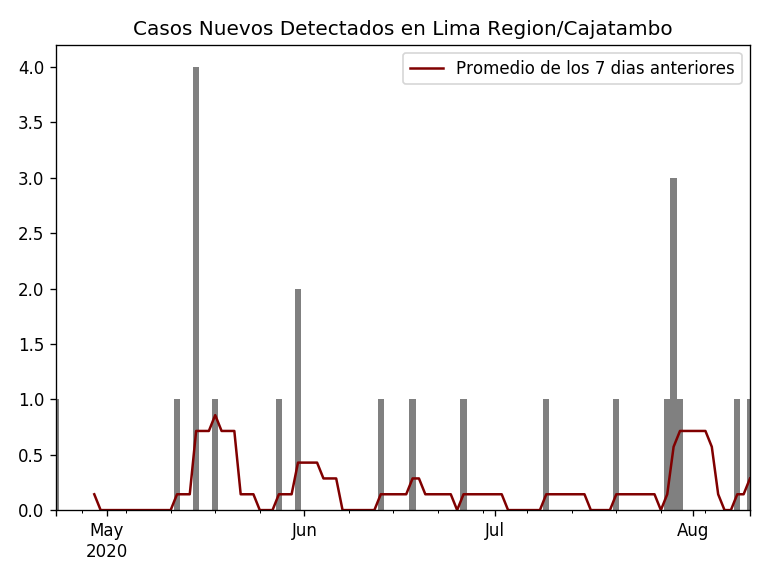 Casos Nuevos Detectados en Lima Region/Cajatambo
Promedio de los 7 dias anteriores
4.0
3.5
3.0
2.5
2.0
1.5
1.0
0.5
0.0
May
2020
Jun
Jul
Aug